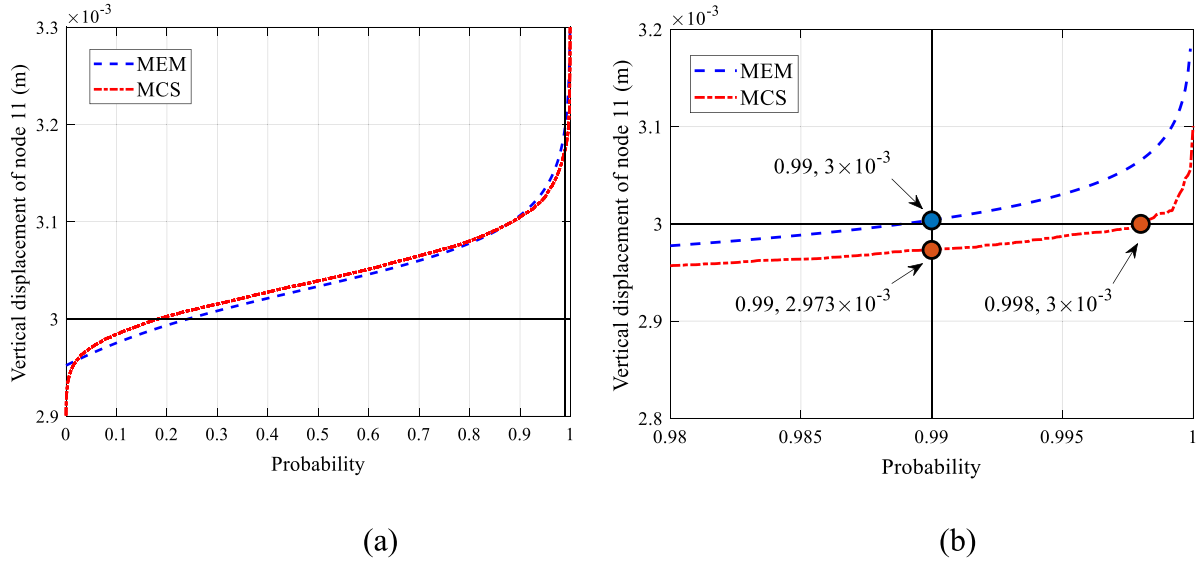 ×10⁻³
3.3
3.2
3.1
3
2.9
Vertical displacement of node 11 (m)
MEM
MCS
0 0.1 0.2 0.3 0.4 0.5 0.6 0.7 0.8 0.9 1
Probability
(a)
×10⁻³
3.2
3.1
3
2.9
2.8
Vertical displacement of node 11 (m)
MEM
MCS
0.99, 3×10⁻³
0.99, 2.973×10⁻³
0.998, 3×10⁻³
0.98 0.985 0.99 0.995 1
Probability
(b)